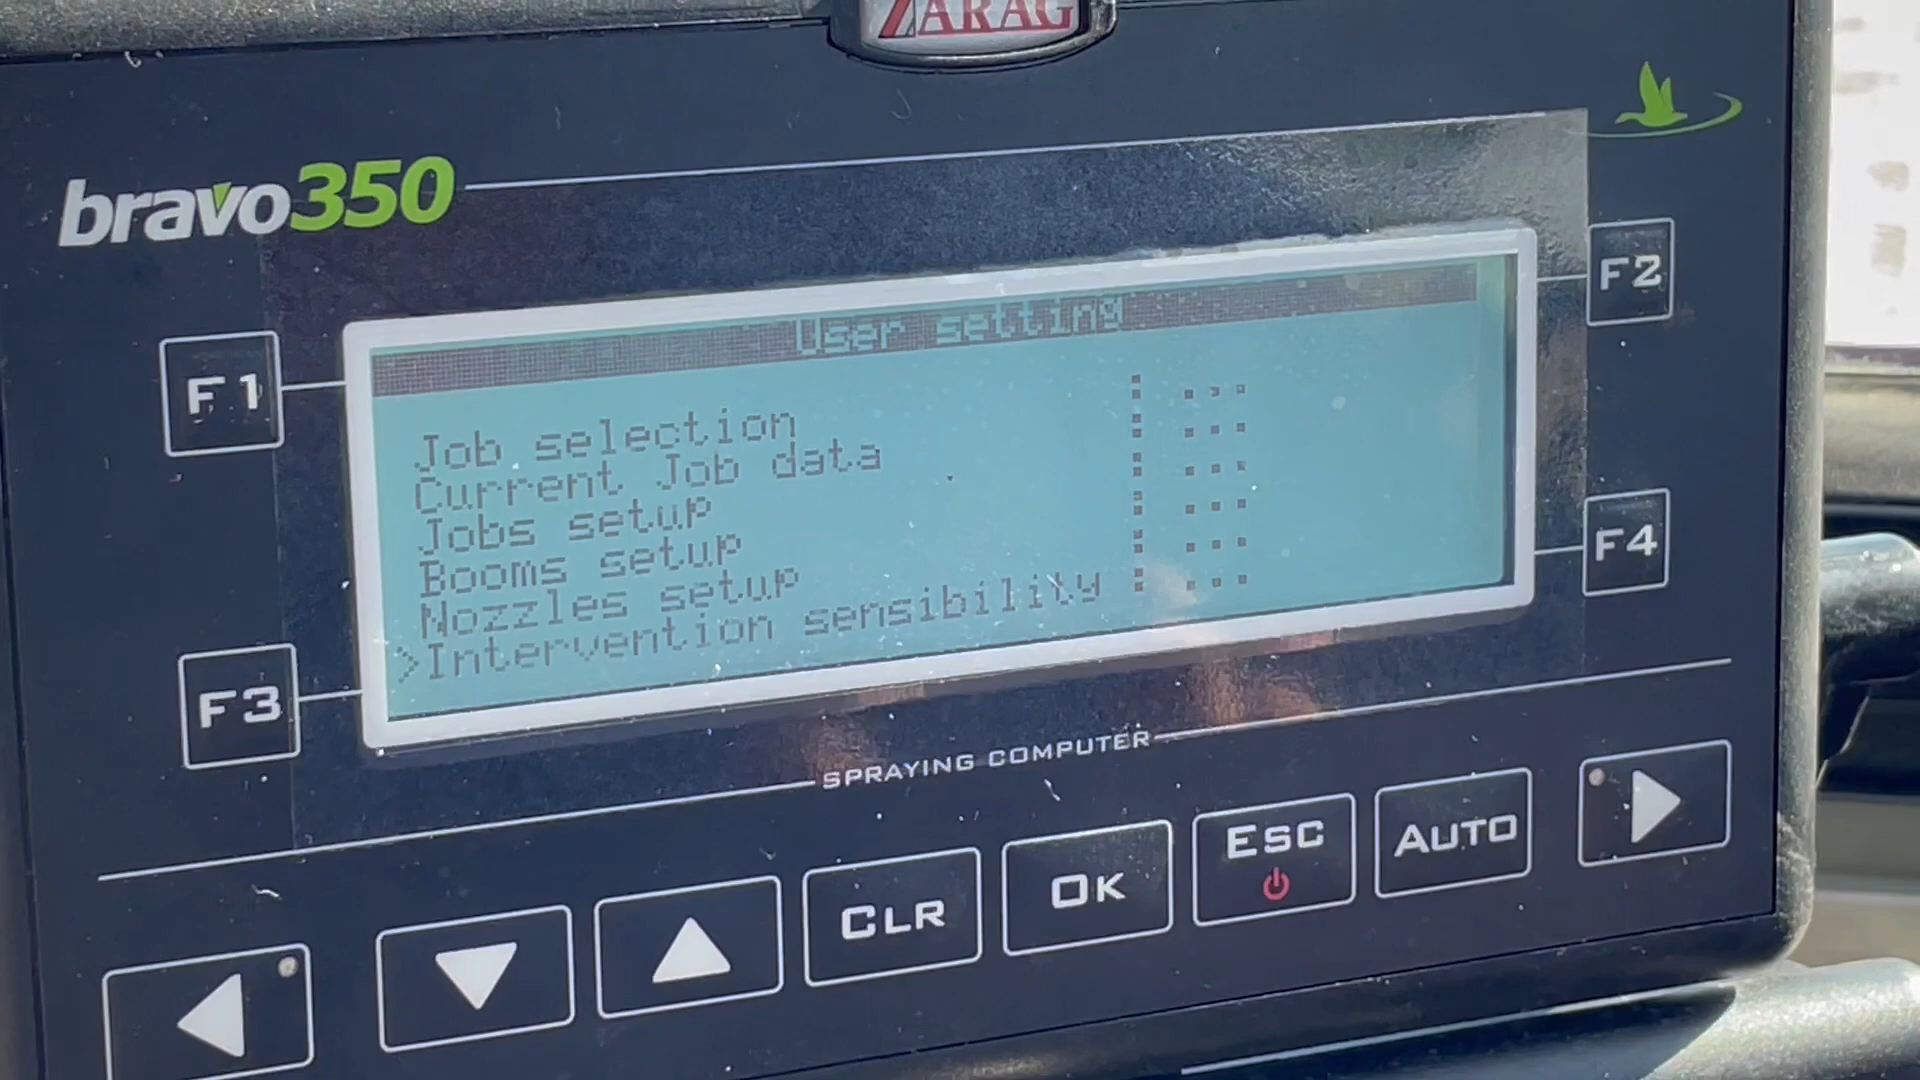 ARAG
bravo350
F1
F2
User setting
Job selection : ...
Current Job data : ...
Jobs setup : ...
Booms setup : ...
Nozzles setup : ...
>Intervention sensibility : ...
F3
F4
SPRAYING COMPUTER
CLR
OK
ESC
AUTO